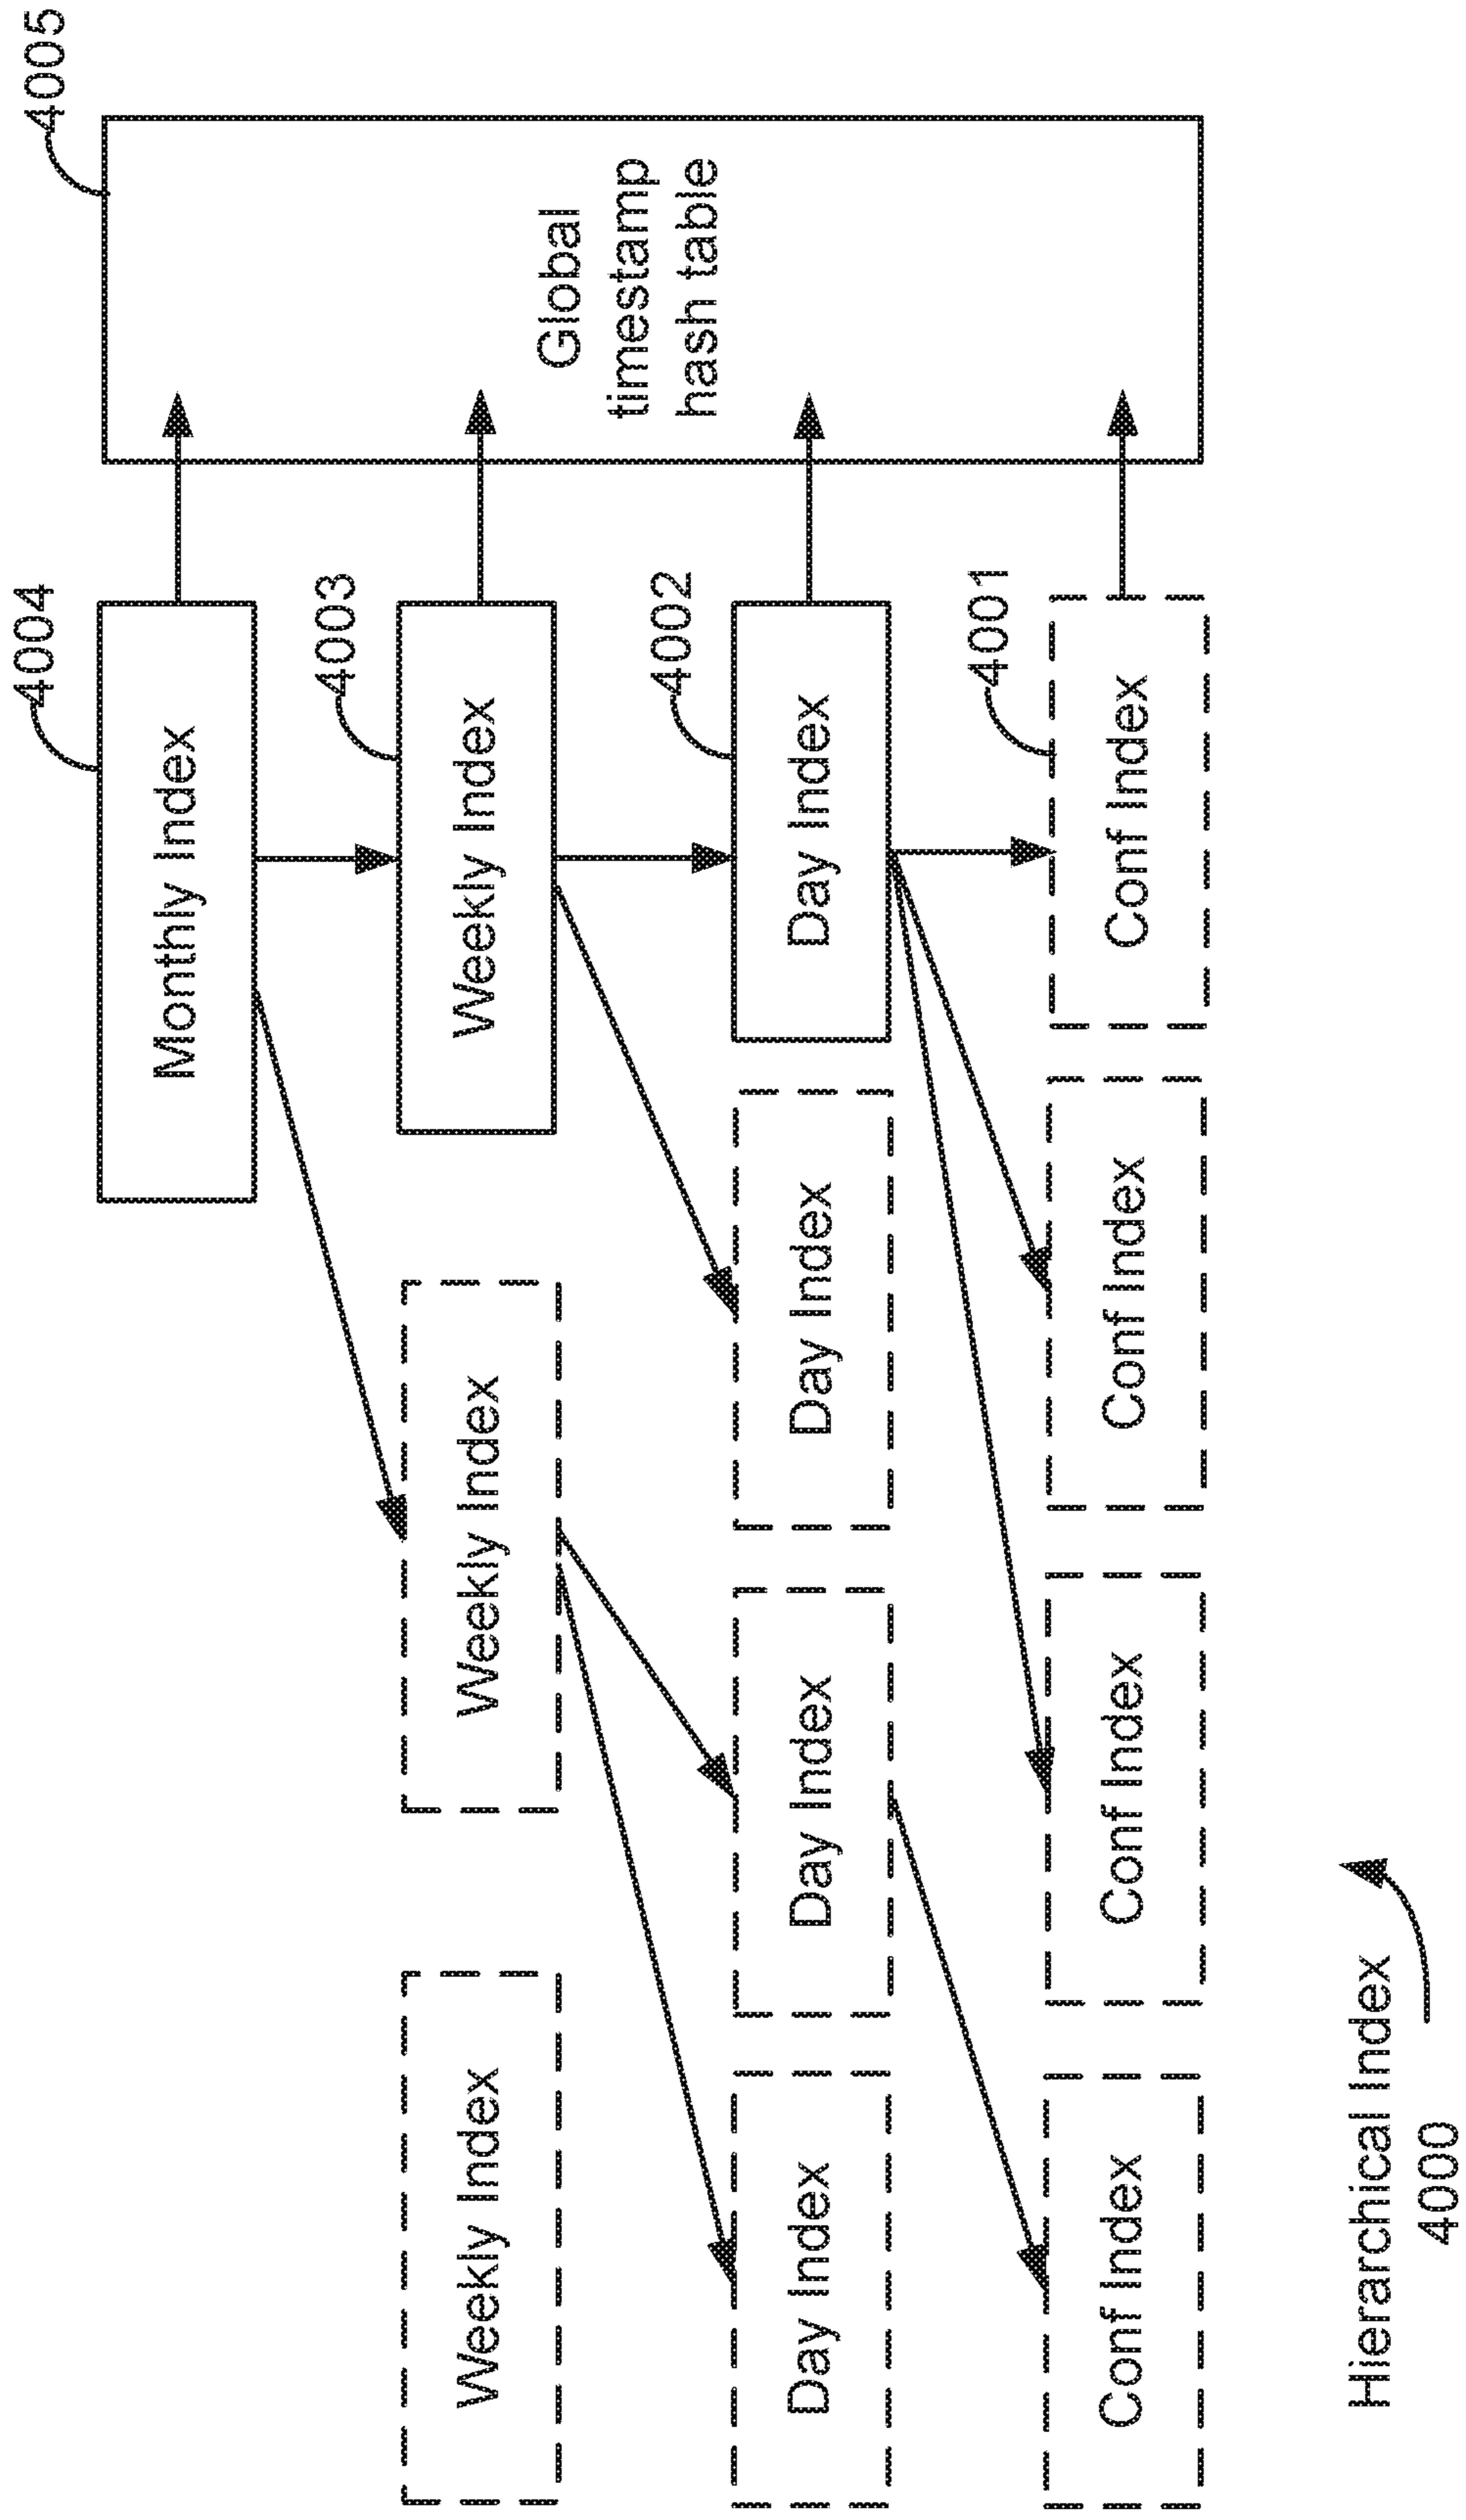 4004
4005
Monthly Index
4003
Weekly Index
Weekly Index
Weekly Index
Global
timestamp
hash table
4002
Day Index
Day Index
Day Index
Day Index
4001
Conf Index
Conf Index
Conf Index
Conf Index
Hierarchical Index
4000